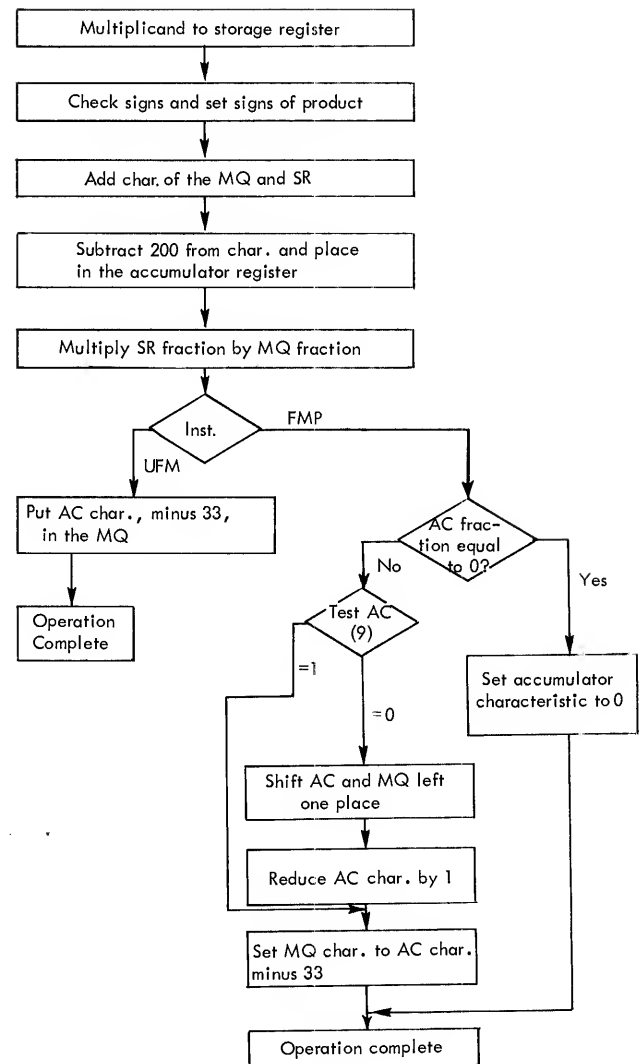 Multiplicand to storage register
Check signs and set signs of product
Add char. of the MQ and SR
Subtract 200 from char. and place
in the accumulator register
Multiply SR fraction by MQ fraction
Inst.
FMP
UFM
Put AC char., minus 33,
in the MQ
Operation
Complete
AC frac-
tion equal
to 0?
No
Yes
Test AC
(9)
=1
=0
Set accumulator
characteristic to 0
Shift AC and MQ left
one place
Reduce AC char. by 1
Set MQ char. to AC char.
minus 33
Operation complete